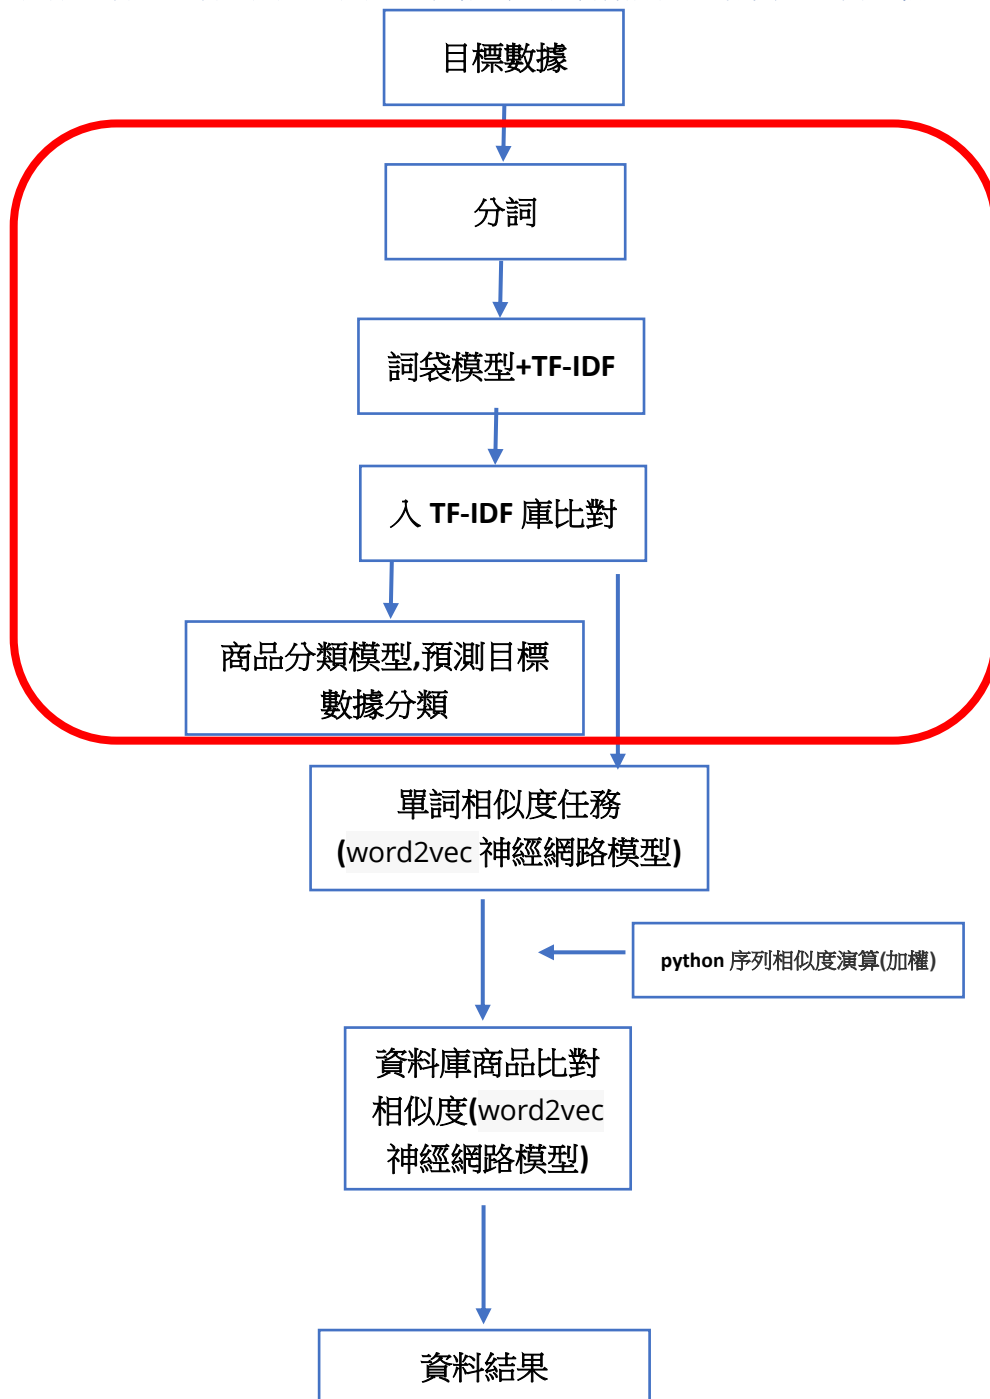 目標數據
分詞
詞袋模型+TF-IDF
入 TF-IDF 庫比對
商品分類模型,預測目標
數據分類
單詞相似度任務
(word2vec 神經網路模型)
python 序列相似度演算(加權)
資料庫商品比對
相似度(word2vec
神經網路模型)
資料結果